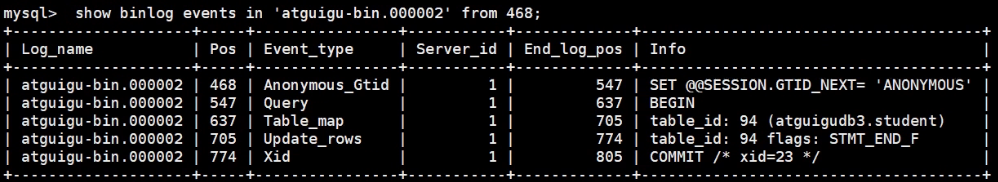 mysql>  show binlog events in 'atguigu-bin.000002' from 468;
+--------------------+-----+----------------+-----------+-------------+--------------------------------------+
| Log_name           | Pos | Event_type     | Server_id | End_log_pos | Info                                 |
+--------------------+-----+----------------+-----------+-------------+--------------------------------------+
| atguigu-bin.000002 | 468 | Anonymous_Gtid |         1 |         547 | SET @@SESSION.GTID_NEXT= 'ANONYMOUS' |
| atguigu-bin.000002 | 547 | Query          |         1 |         637 | BEGIN                                |
| atguigu-bin.000002 | 637 | Table_map      |         1 |         705 | table_id: 94 (atguigudb3.student)    |
| atguigu-bin.000002 | 705 | Update_rows    |         1 |         774 | table_id: 94 flags: STMT_END_F       |
| atguigu-bin.000002 | 774 | Xid            |         1 |         805 | COMMIT /* xid=23 */                  |
+--------------------+-----+----------------+-----------+-------------+--------------------------------------+